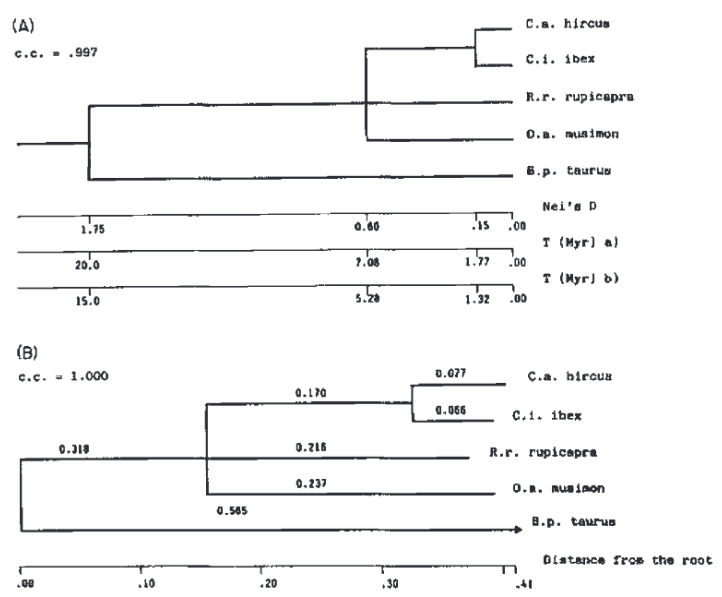 (A)
c.c. = .997
C.a. hircus
C.i. ibex
R.r. rupicapra
O.a. musimon
B.p. taurus
Nei's D
1.75 0.60 .15 .00
T (Myr) a)
20.0 7.08 1.77 .00
T (Myr) b)
15.0 5.28 1.32 .00
(B)
c.c. = 1.000
0.077 C.a. hircus
0.170
0.066 C.i. ibex
0.318 0.216 R.r. rupicapra
0.237 O.a. musimon
0.565 B.p. taurus
Distance from the root
.00 .10 .20 .30 .41